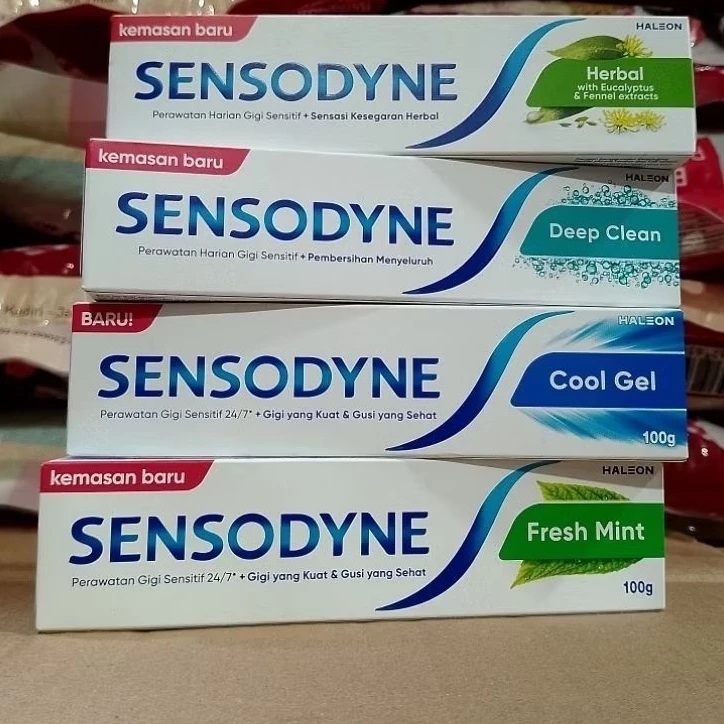 kemasan baru
HALEON
SENSODYNE
Perawatan Harian Gigi Sensitif + Sensasi Kesegaran Herbal
Herbal
with Eucalyptus
& Fennel extracts
kemasan baru
HALEON
SENSODYNE
Perawatan Harian Gigi Sensitif + Pembersihan Menyeluruh
Deep Clean
BARU!
HALEON
SENSODYNE
Perawatan Gigi Sensitif 24/7* + Gigi yang Kuat & Gusi yang Sehat
Cool Gel
100g
kemasan baru
HALEON
SENSODYNE
Perawatan Gigi Sensitif 24/7* + Gigi yang Kuat & Gusi yang Sehat
Fresh Mint
100g